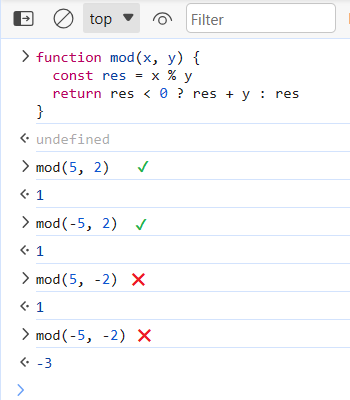 top
Filter
function mod(x, y) {
  const res = x % y
  return res < 0 ? res + y : res
}
undefined
mod(5, 2) ✓
1
mod(-5, 2) ✓
1
mod(5, -2) ❌
1
mod(-5, -2) ❌
-3